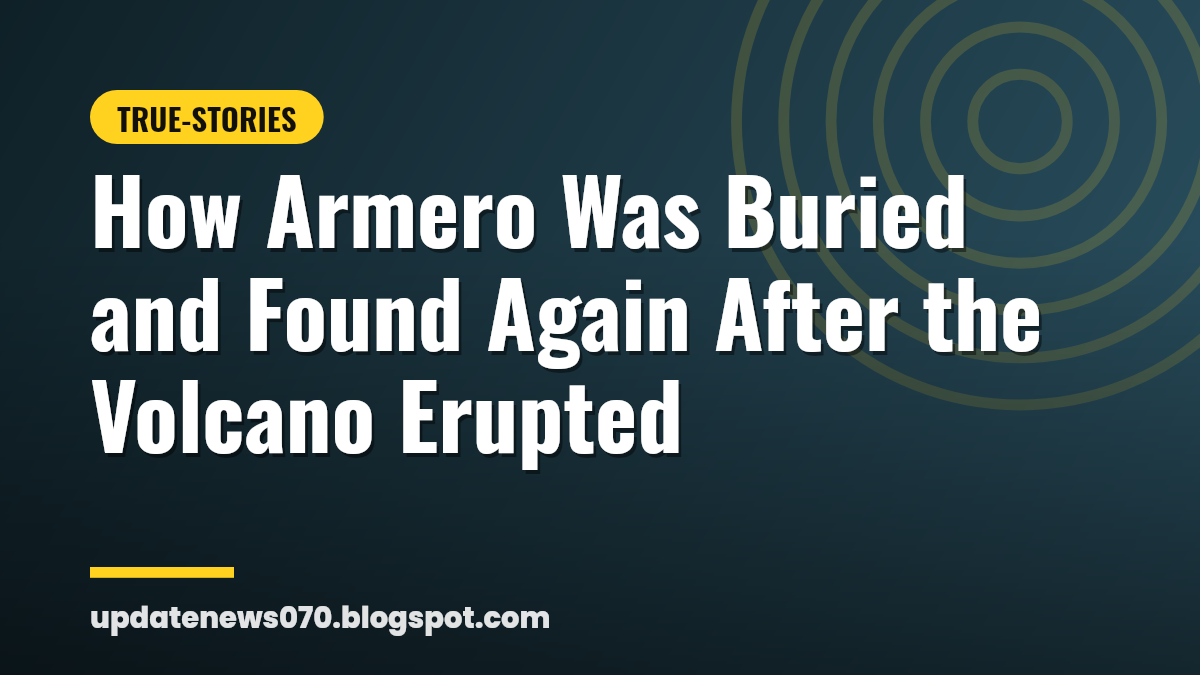 TRUE-STORIES
How Armero Was Buried
and Found Again After the
Volcano Erupted
updatenews070.blogspot.com